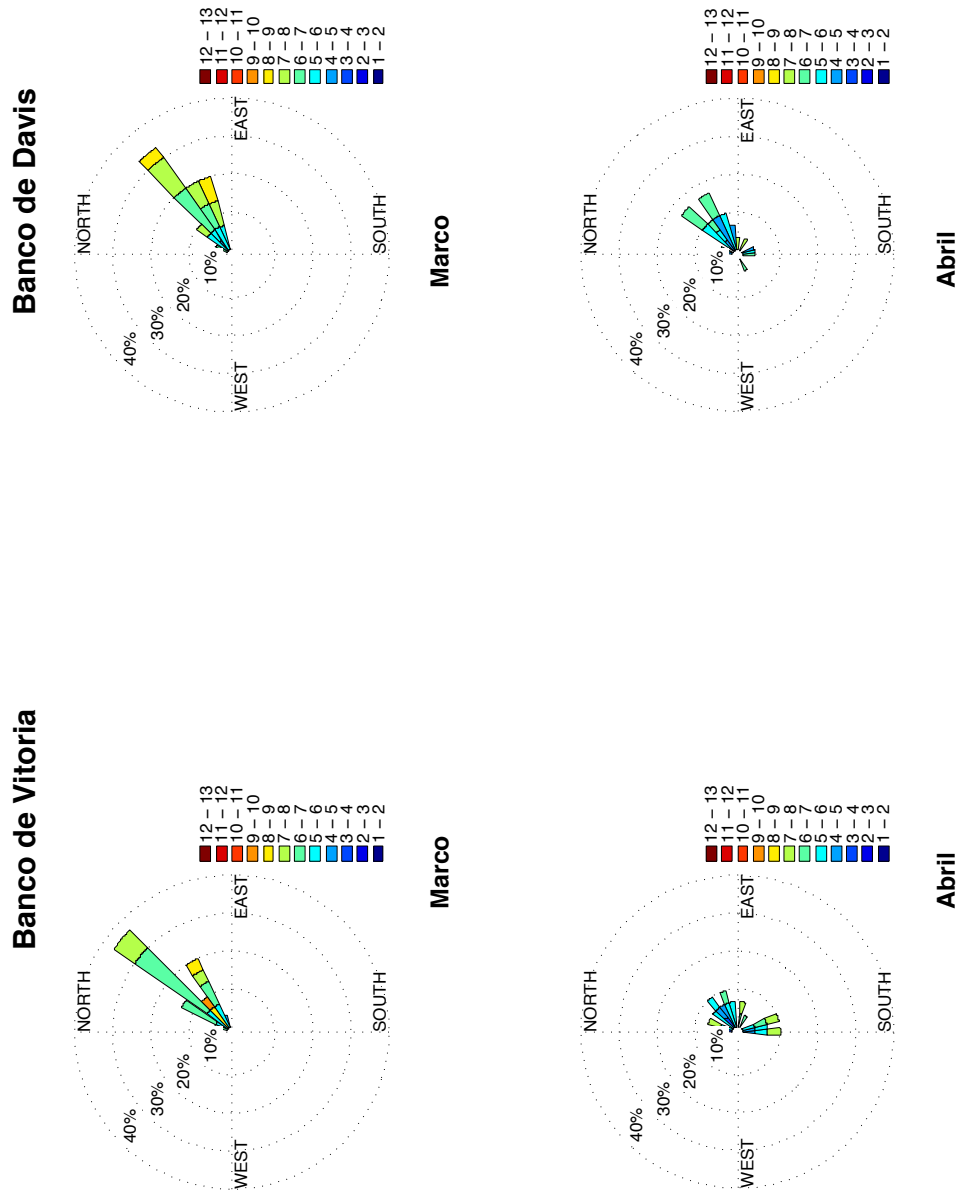 Banco de Davis
NORTH
EAST
SOUTH
WEST
10%
20%
30%
40%
12 – 13
11 – 12
10 – 11
9 – 10
8 – 9
7 – 8
6 – 7
5 – 6
4 – 5
3 – 4
2 – 3
1 – 2
Marco
NORTH
EAST
SOUTH
WEST
10%
20%
30%
40%
12 – 13
11 – 12
10 – 11
9 – 10
8 – 9
7 – 8
6 – 7
5 – 6
4 – 5
3 – 4
2 – 3
1 – 2
Abril
Banco de Vitoria
NORTH
EAST
SOUTH
WEST
10%
20%
30%
40%
12 – 13
11 – 12
10 – 11
9 – 10
8 – 9
7 – 8
6 – 7
5 – 6
4 – 5
3 – 4
2 – 3
1 – 2
Marco
NORTH
EAST
SOUTH
WEST
10%
20%
30%
40%
12 – 13
11 – 12
10 – 11
9 – 10
8 – 9
7 – 8
6 – 7
5 – 6
4 – 5
3 – 4
2 – 3
1 – 2
Abril